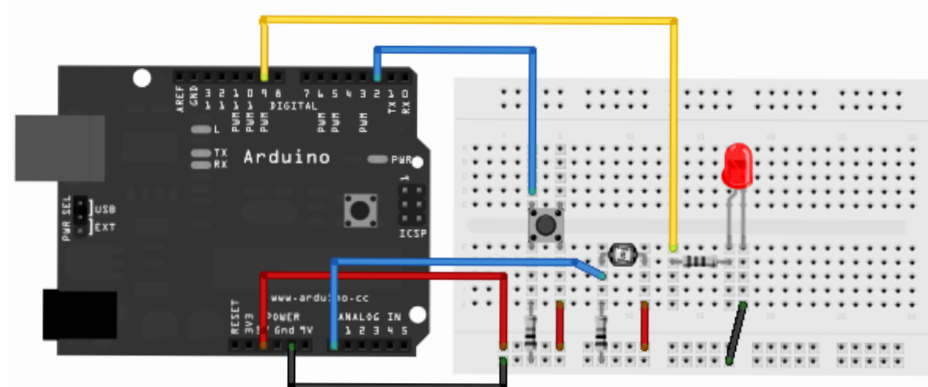 AREF
GND
13
12
PWM 11
PWM 10
PWM 9
8
7
PWM 6
PWM 5
4
PWM 3
2
TX 1
RX 0
DIGITAL
L
TX
RX
Arduino
PWR
1
ICSP
PWR SEL
USB
EXT
www.arduino.cc
POWER
ANALOG IN
RESET
3V3
5V Gnd 9V
1 2 3 4 5